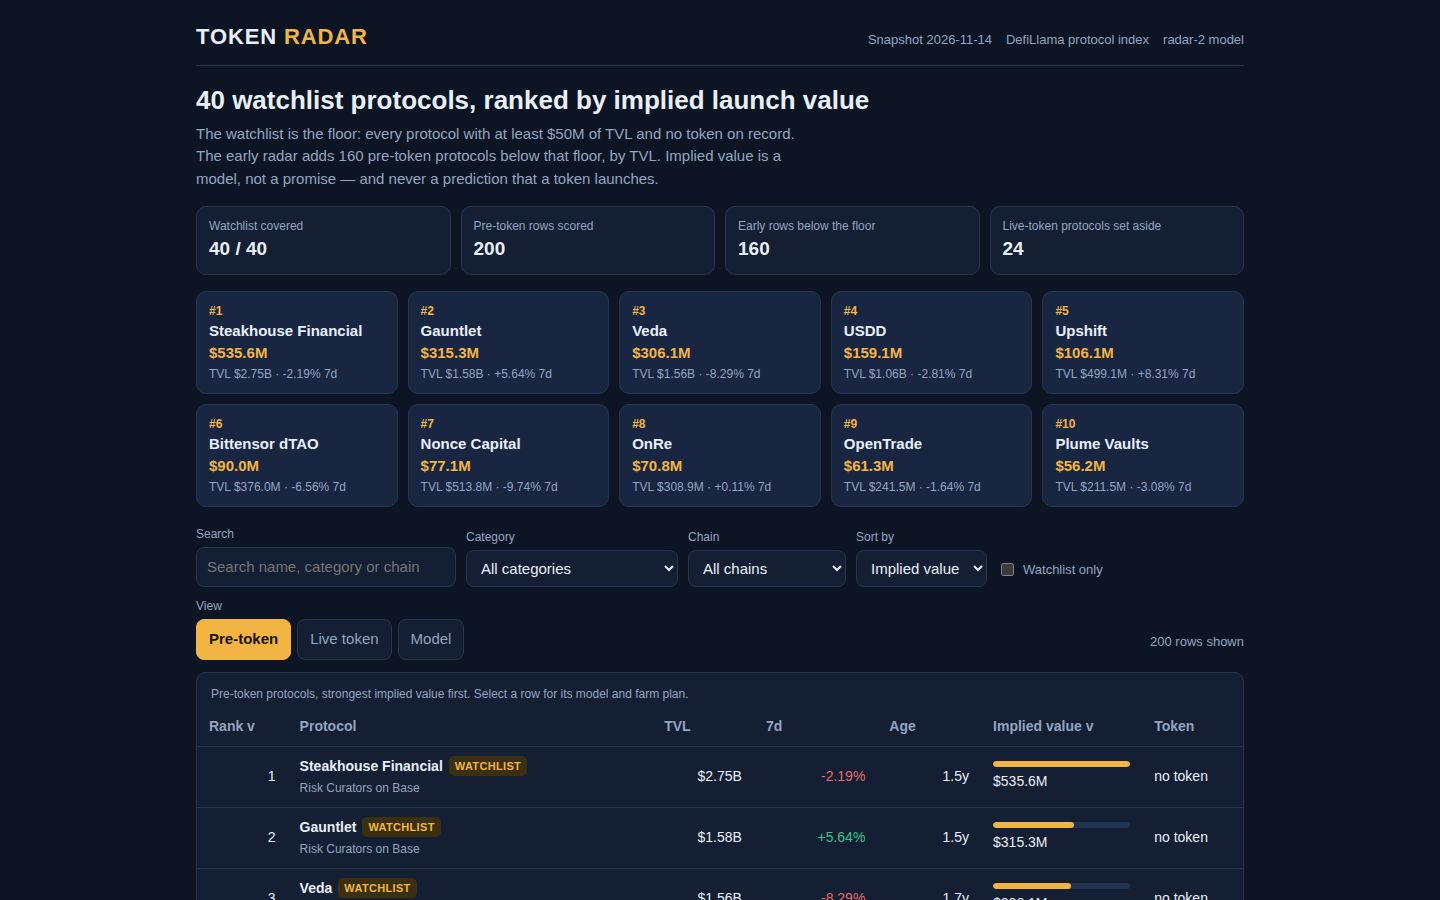 TOKEN RADAR
Snapshot 2026-11-14 DefiLlama protocol index radar-2 model
40 watchlist protocols, ranked by implied launch value
The watchlist is the floor: every protocol with at least $50M of TVL and no token on record.
The early radar adds 160 pre-token protocols below that floor, by TVL. Implied value is a
model, not a promise — and never a prediction that a token launches.
Watchlist covered
40 / 40
Pre-token rows scored
200
Early rows below the floor
160
Live-token protocols set aside
24
#1
Steakhouse Financial
$535.6M
TVL $2.75B · -2.19% 7d
#2
Gauntlet
$315.3M
TVL $1.58B · +5.64% 7d
#3
Veda
$306.1M
TVL $1.56B · -8.29% 7d
#4
USDD
$159.1M
TVL $1.06B · -2.81% 7d
#5
Upshift
$106.1M
TVL $499.1M · +8.31% 7d
#6
Bittensor dTAO
$90.0M
TVL $376.0M · -6.56% 7d
#7
Nonce Capital
$77.1M
TVL $513.8M · -9.74% 7d
#8
OnRe
$70.8M
TVL $308.9M · +0.11% 7d
#9
OpenTrade
$61.3M
TVL $241.5M · -1.64% 7d
#10
Plume Vaults
$56.2M
TVL $211.5M · -3.08% 7d
Search
Search name, category or chain
Category
All categories
Chain
All chains
Sort by
Implied value
Watchlist only
View
Pre-token Live token Model
200 rows shown
Pre-token protocols, strongest implied value first. Select a row for its model and farm plan.
Rank v Protocol TVL 7d Age Implied value v Token
1 Steakhouse Financial WATCHLIST $2.75B -2.19% 1.5y $535.6M no token
Risk Curators on Base
2 Gauntlet WATCHLIST $1.58B +5.64% 1.5y $315.3M no token
Risk Curators on Base
3 Veda WATCHLIST $1.56B -8.29% 1.7y $306.1M no token